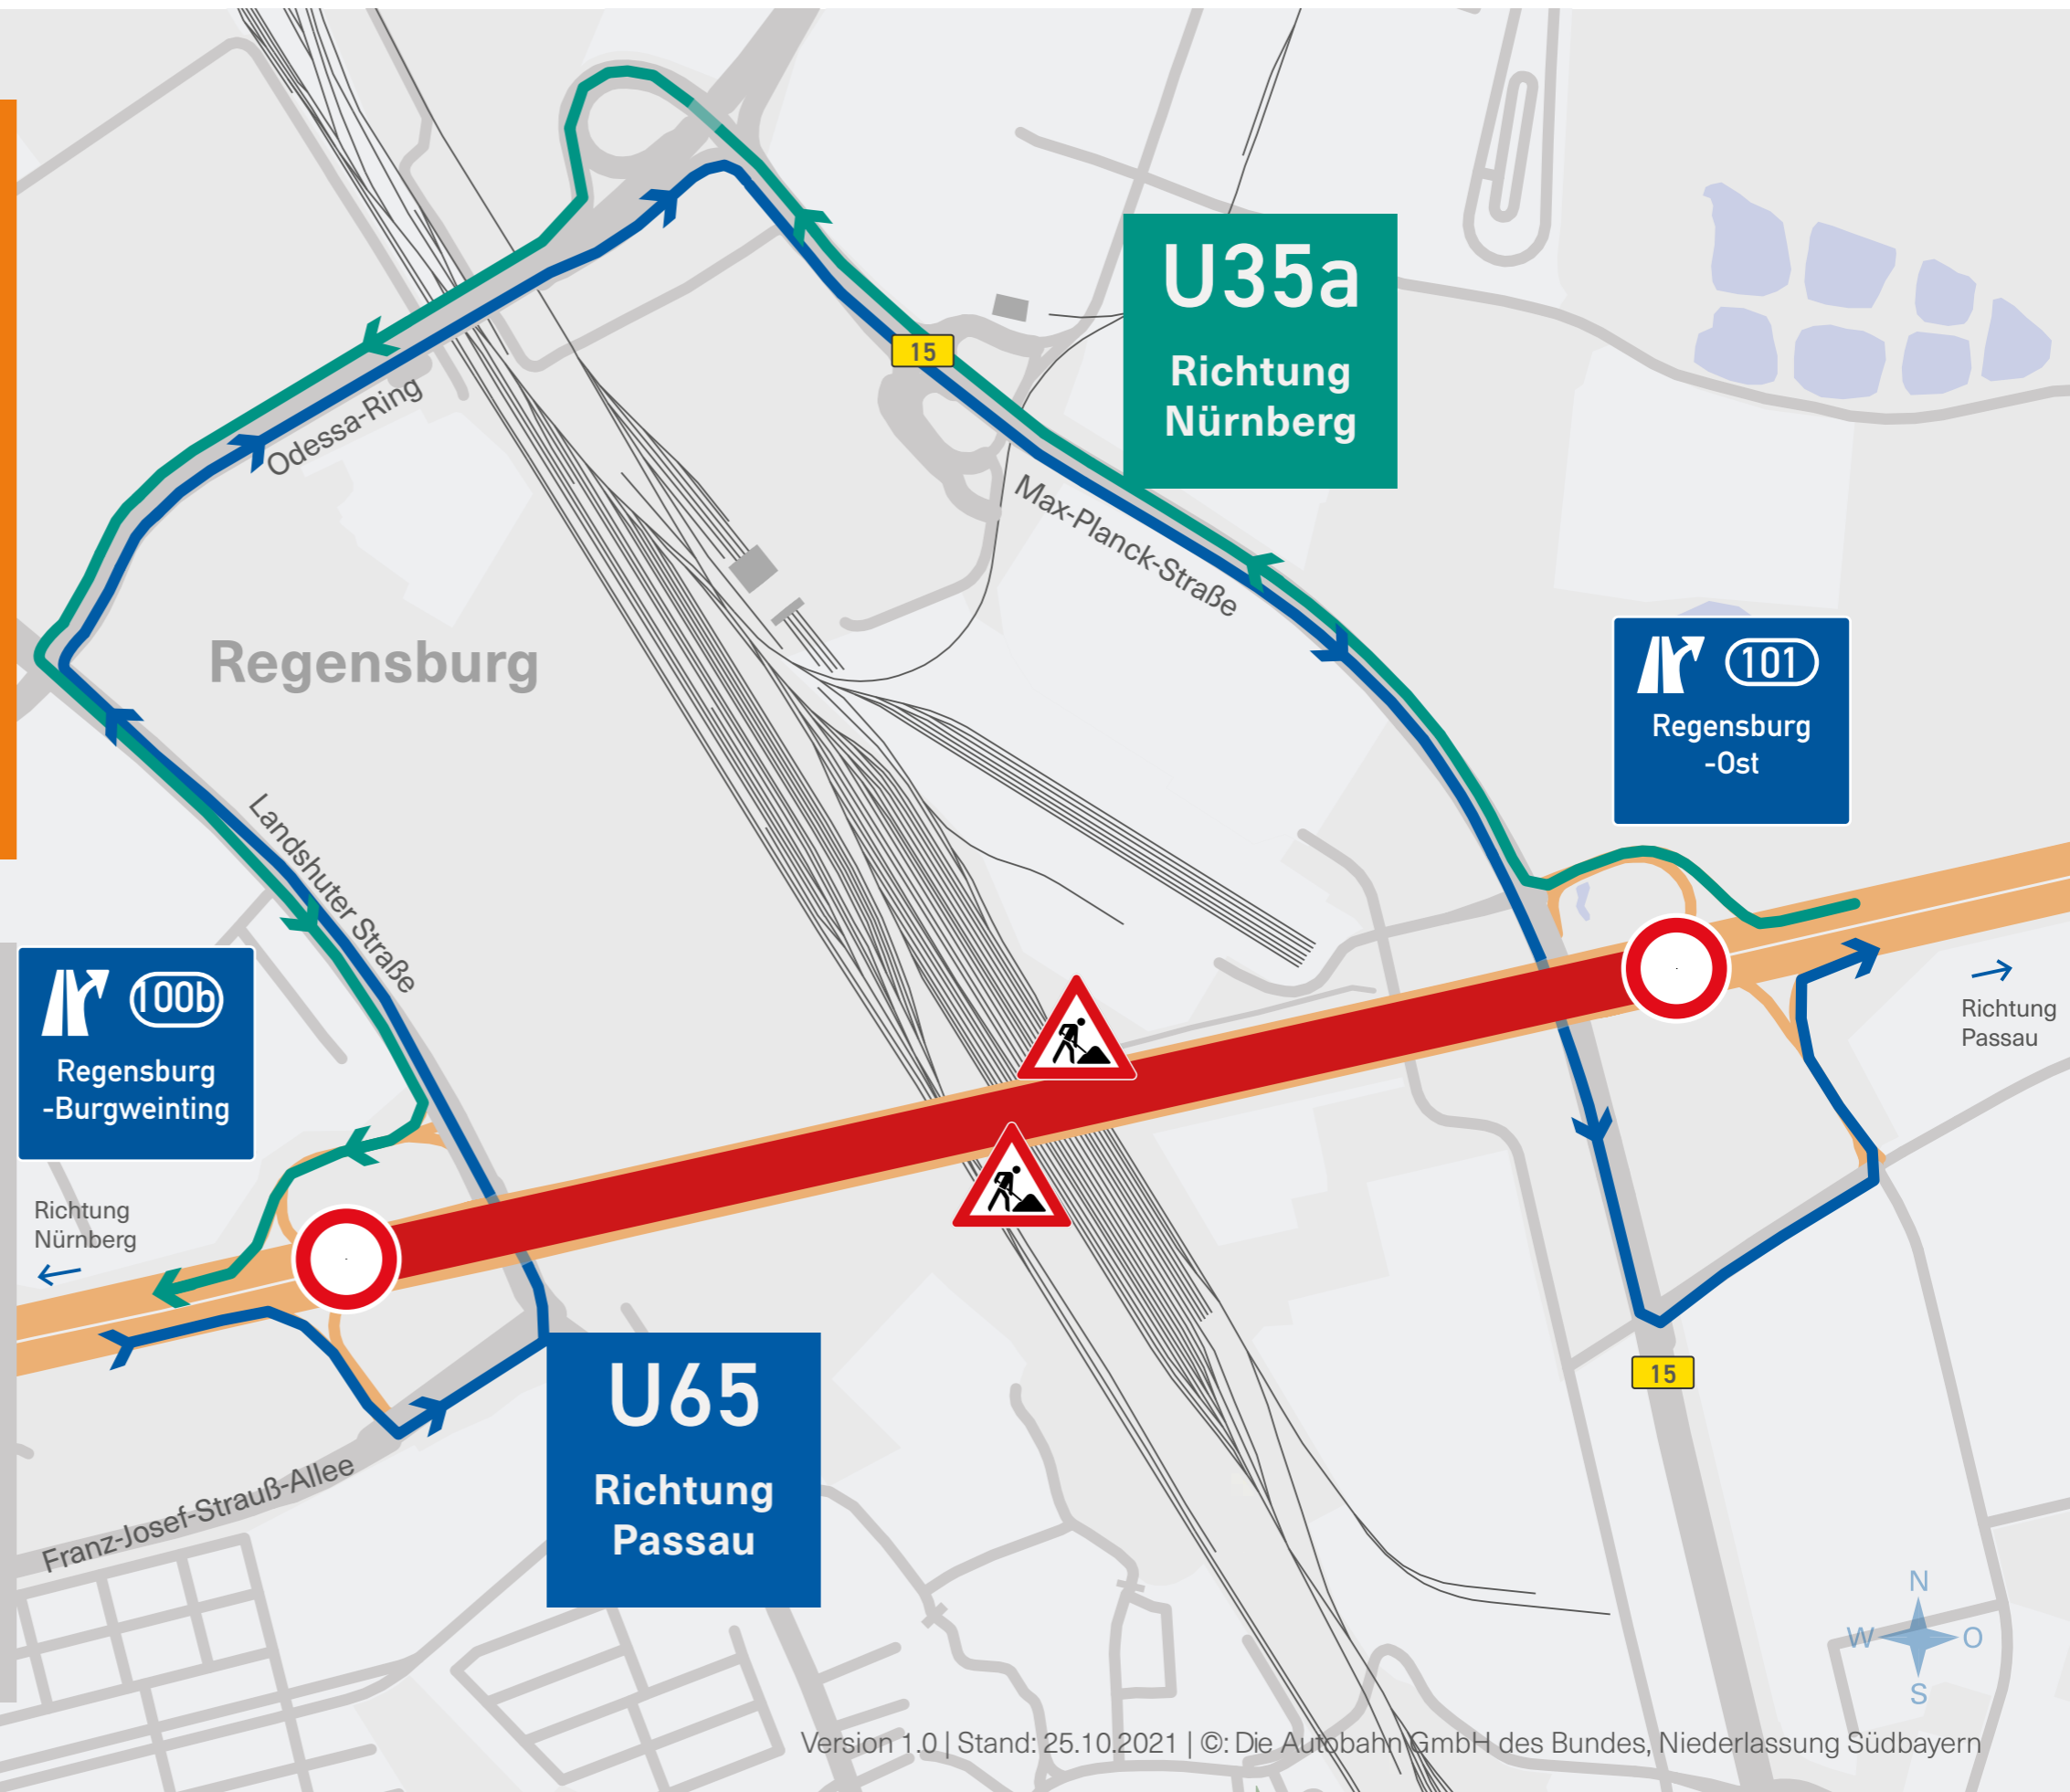 U35a
Richtung
Nürnberg
15
Odessa-Ring
Max-Planck-Straße
Regensburg
101
Regensburg
-Ost
Landshuter Straße
100b
Regensburg
-Burgweinting
Richtung
Passau
Richtung
Nürnberg
U65
Richtung
Passau
15
Franz-Josef-Strauß-Allee
N
W
O
S
Version 1.0 | Stand: 25.10.2021 | ©: Die Autobahn GmbH des Bundes, Niederlassung Südbayern